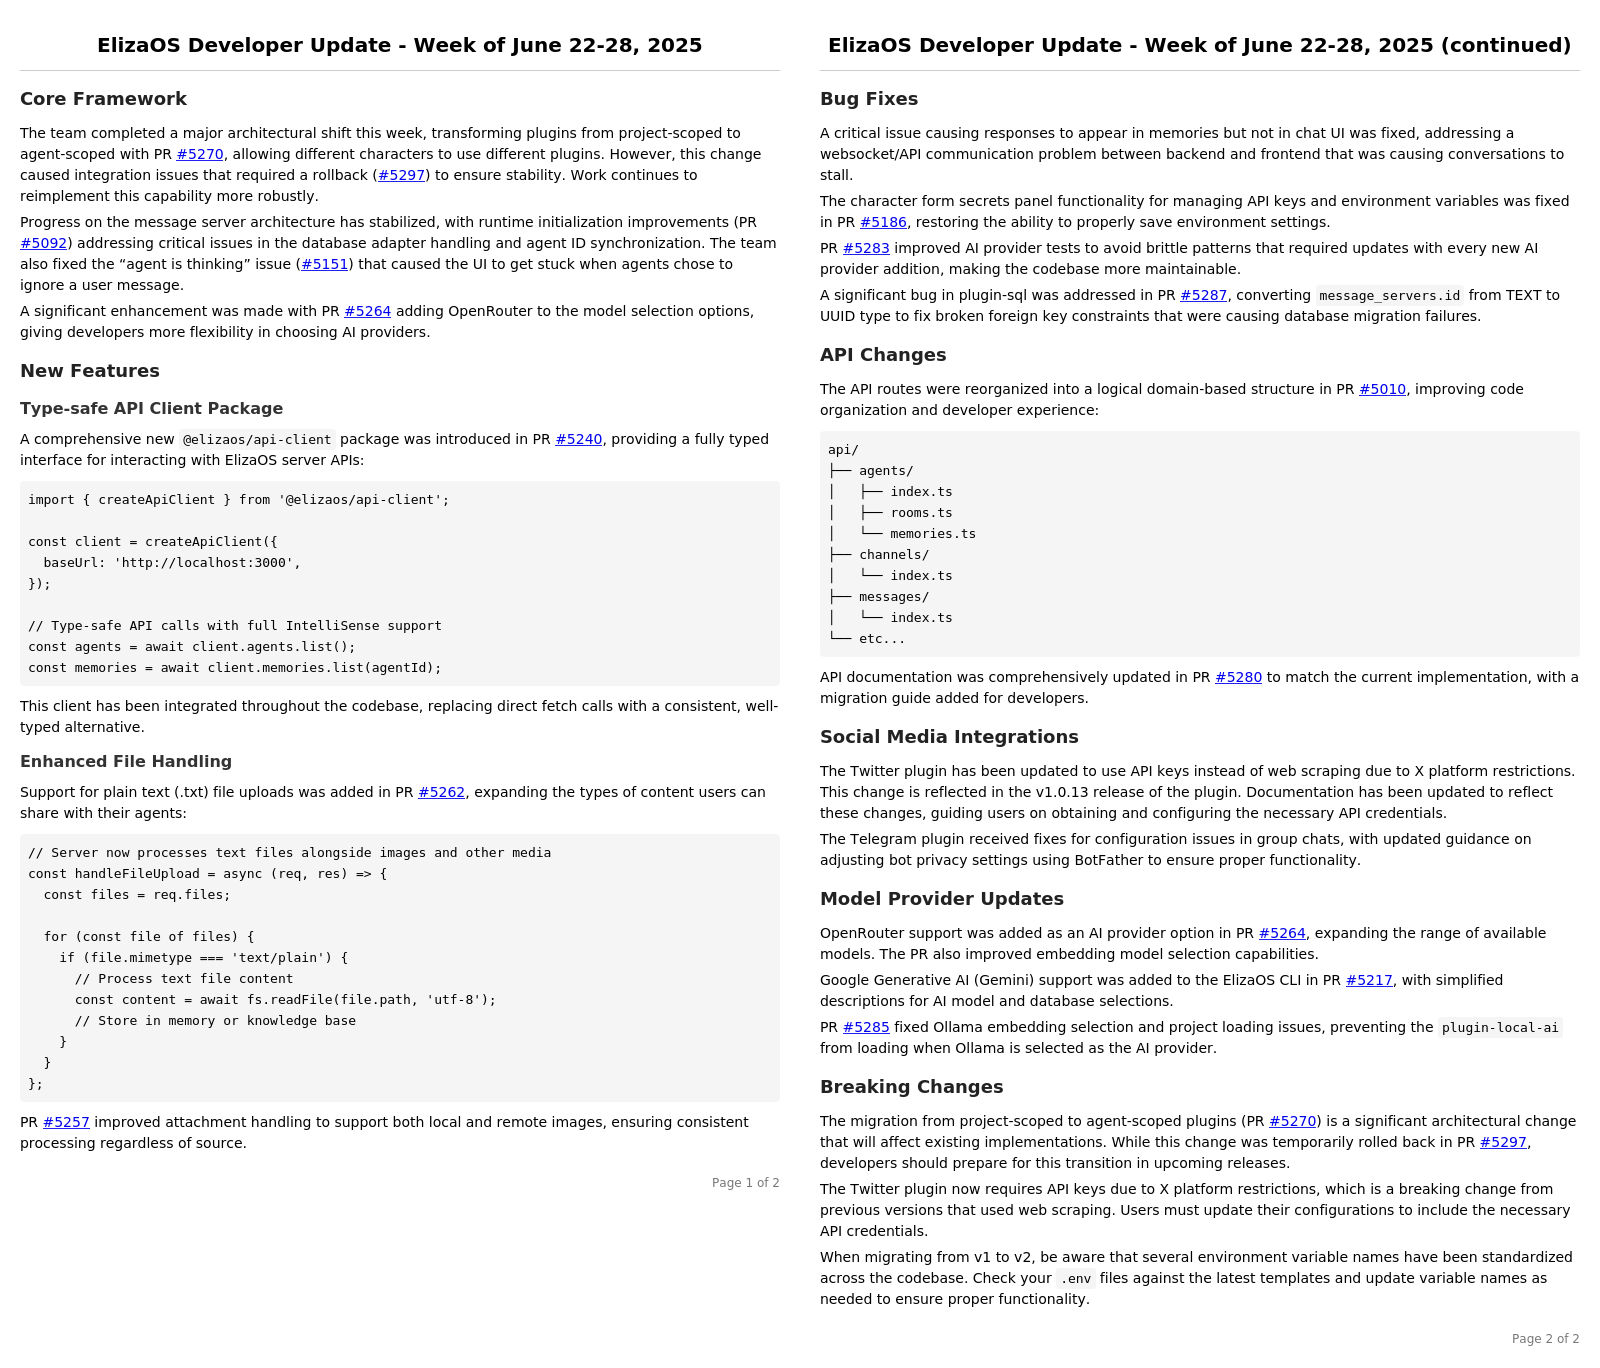 ElizaOS Developer Update - Week of June 22-28, 2025
Core Framework
The team completed a major architectural shift this week, transforming plugins from project-scoped to
agent-scoped with PR #5270, allowing different characters to use different plugins. However, this change
caused integration issues that required a rollback (#5297) to ensure stability. Work continues to
reimplement this capability more robustly.
Progress on the message server architecture has stabilized, with runtime initialization improvements (PR
#5092) addressing critical issues in the database adapter handling and agent ID synchronization. The team
also fixed the “agent is thinking” issue (#5151) that caused the UI to get stuck when agents chose to
ignore a user message.
A significant enhancement was made with PR #5264 adding OpenRouter to the model selection options,
giving developers more flexibility in choosing AI providers.
New Features
Type-safe API Client Package
A comprehensive new @elizaos/api-client package was introduced in PR #5240, providing a fully typed
interface for interacting with ElizaOS server APIs:
import { createApiClient } from '@elizaos/api-client';
const client = createApiClient({
  baseUrl: 'http://localhost:3000',
});
// Type-safe API calls with full IntelliSense support
const agents = await client.agents.list();
const memories = await client.memories.list(agentId);
This client has been integrated throughout the codebase, replacing direct fetch calls with a consistent, well-
typed alternative.
Enhanced File Handling
Support for plain text (.txt) file uploads was added in PR #5262, expanding the types of content users can
share with their agents:
// Server now processes text files alongside images and other media
const handleFileUpload = async (req, res) => {
  const files = req.files;
  for (const file of files) {
    if (file.mimetype === 'text/plain') {
      // Process text file content
      const content = await fs.readFile(file.path, 'utf-8');
      // Store in memory or knowledge base
    }
  }
};
PR #5257 improved attachment handling to support both local and remote images, ensuring consistent
processing regardless of source.
Page 1 of 2
ElizaOS Developer Update - Week of June 22-28, 2025 (continued)
Bug Fixes
A critical issue causing responses to appear in memories but not in chat UI was fixed, addressing a
websocket/API communication problem between backend and frontend that was causing conversations to
stall.
The character form secrets panel functionality for managing API keys and environment variables was fixed
in PR #5186, restoring the ability to properly save environment settings.
PR #5283 improved AI provider tests to avoid brittle patterns that required updates with every new AI
provider addition, making the codebase more maintainable.
A significant bug in plugin-sql was addressed in PR #5287, converting message_servers.id from TEXT to
UUID type to fix broken foreign key constraints that were causing database migration failures.
API Changes
The API routes were reorganized into a logical domain-based structure in PR #5010, improving code
organization and developer experience:
api/
├── agents/
│   ├── index.ts
│   ├── rooms.ts
│   └── memories.ts
├── channels/
│   └── index.ts
├── messages/
│   └── index.ts
└── etc...
API documentation was comprehensively updated in PR #5280 to match the current implementation, with a
migration guide added for developers.
Social Media Integrations
The Twitter plugin has been updated to use API keys instead of web scraping due to X platform restrictions.
This change is reflected in the v1.0.13 release of the plugin. Documentation has been updated to reflect
these changes, guiding users on obtaining and configuring the necessary API credentials.
The Telegram plugin received fixes for configuration issues in group chats, with updated guidance on
adjusting bot privacy settings using BotFather to ensure proper functionality.
Model Provider Updates
OpenRouter support was added as an AI provider option in PR #5264, expanding the range of available
models. The PR also improved embedding model selection capabilities.
Google Generative AI (Gemini) support was added to the ElizaOS CLI in PR #5217, with simplified
descriptions for AI model and database selections.
PR #5285 fixed Ollama embedding selection and project loading issues, preventing the plugin-local-ai
from loading when Ollama is selected as the AI provider.
Breaking Changes
The migration from project-scoped to agent-scoped plugins (PR #5270) is a significant architectural change
that will affect existing implementations. While this change was temporarily rolled back in PR #5297,
developers should prepare for this transition in upcoming releases.
The Twitter plugin now requires API keys due to X platform restrictions, which is a breaking change from
previous versions that used web scraping. Users must update their configurations to include the necessary
API credentials.
When migrating from v1 to v2, be aware that several environment variable names have been standardized
across the codebase. Check your .env files against the latest templates and update variable names as
needed to ensure proper functionality.
Page 2 of 2